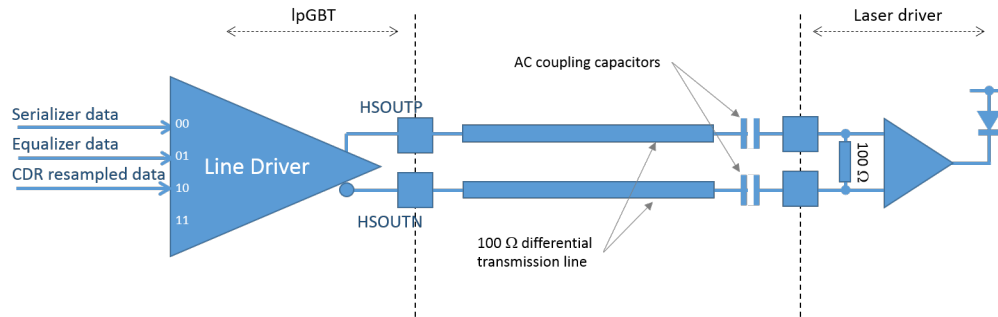 lpGBT
Laser driver
AC coupling capacitors
HSOUTP
Serializer data
00
Equalizer data
01
Line Driver
CDR resampled data
10
11
100 Ω
HSOUTN
100 Ω differential
transmission line